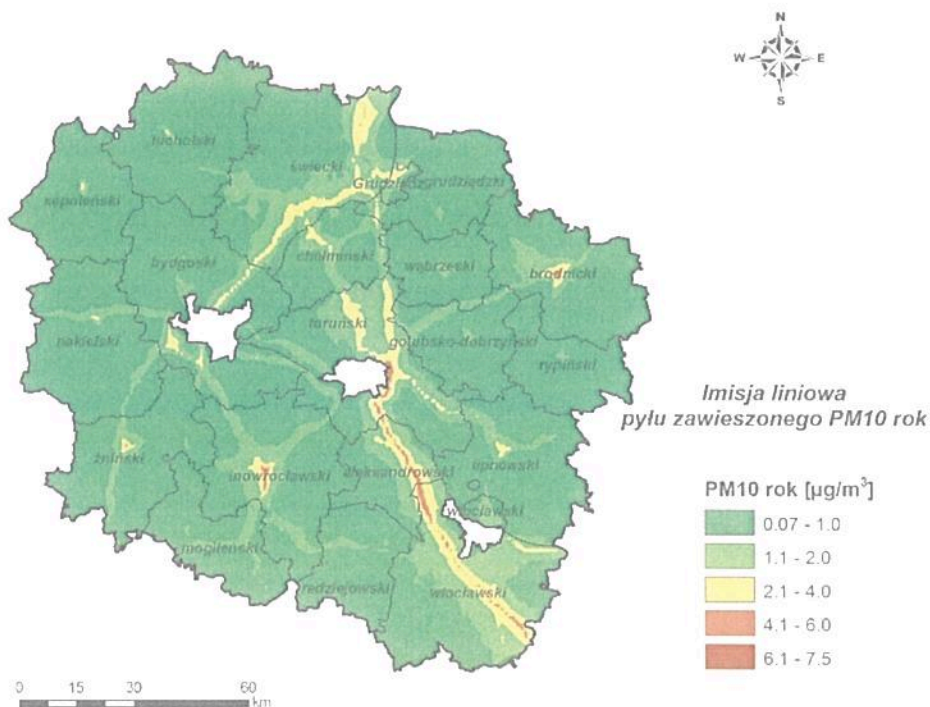 N
W E
S
tucholski
świecki
Grudziądz grudziądzki
sępoleński
bydgoski
chełmiński
wąbrzeski
brodnicki
nakielski
toruński
golubsko-dobrzyński
rypiński
Imisja liniowa
pyłu zawieszonego PM10 rok
żniński
inowrocławski
aleksandrowski
lipnowski
włocławski
mogileński
radziejowski
włocławski
PM10 rok [µg/m³]
0.07 - 1.0
1.1 - 2.0
2.1 - 4.0
4.1 - 6.0
6.1 - 7.5
0 15 30 60
km